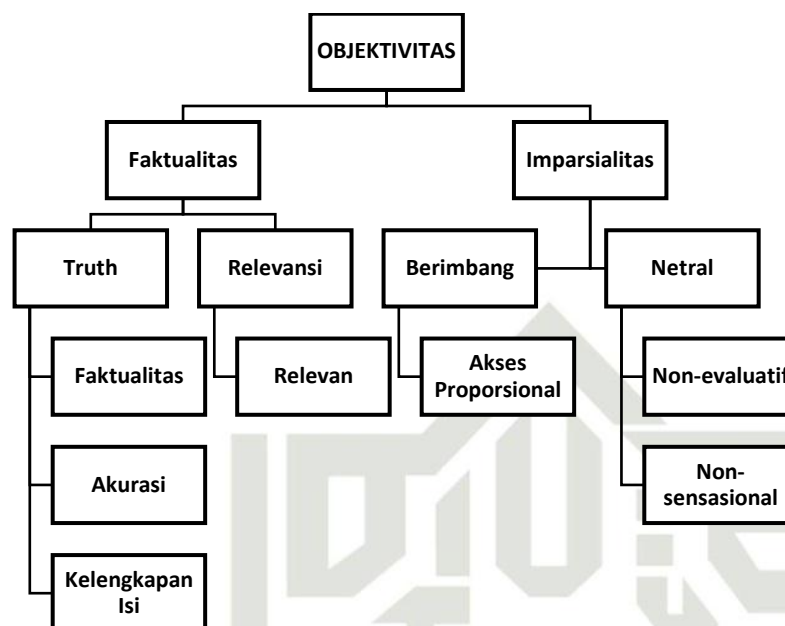 OBJEKTIVITAS
Faktualitas
Imparsialitas
Truth
Relevansi
Berimbang
Netral
Faktualitas
Relevan
Akses
Proporsional
Non-evaluatif
Akurasi
Non-
sensasional
Kelengkapan
Isi